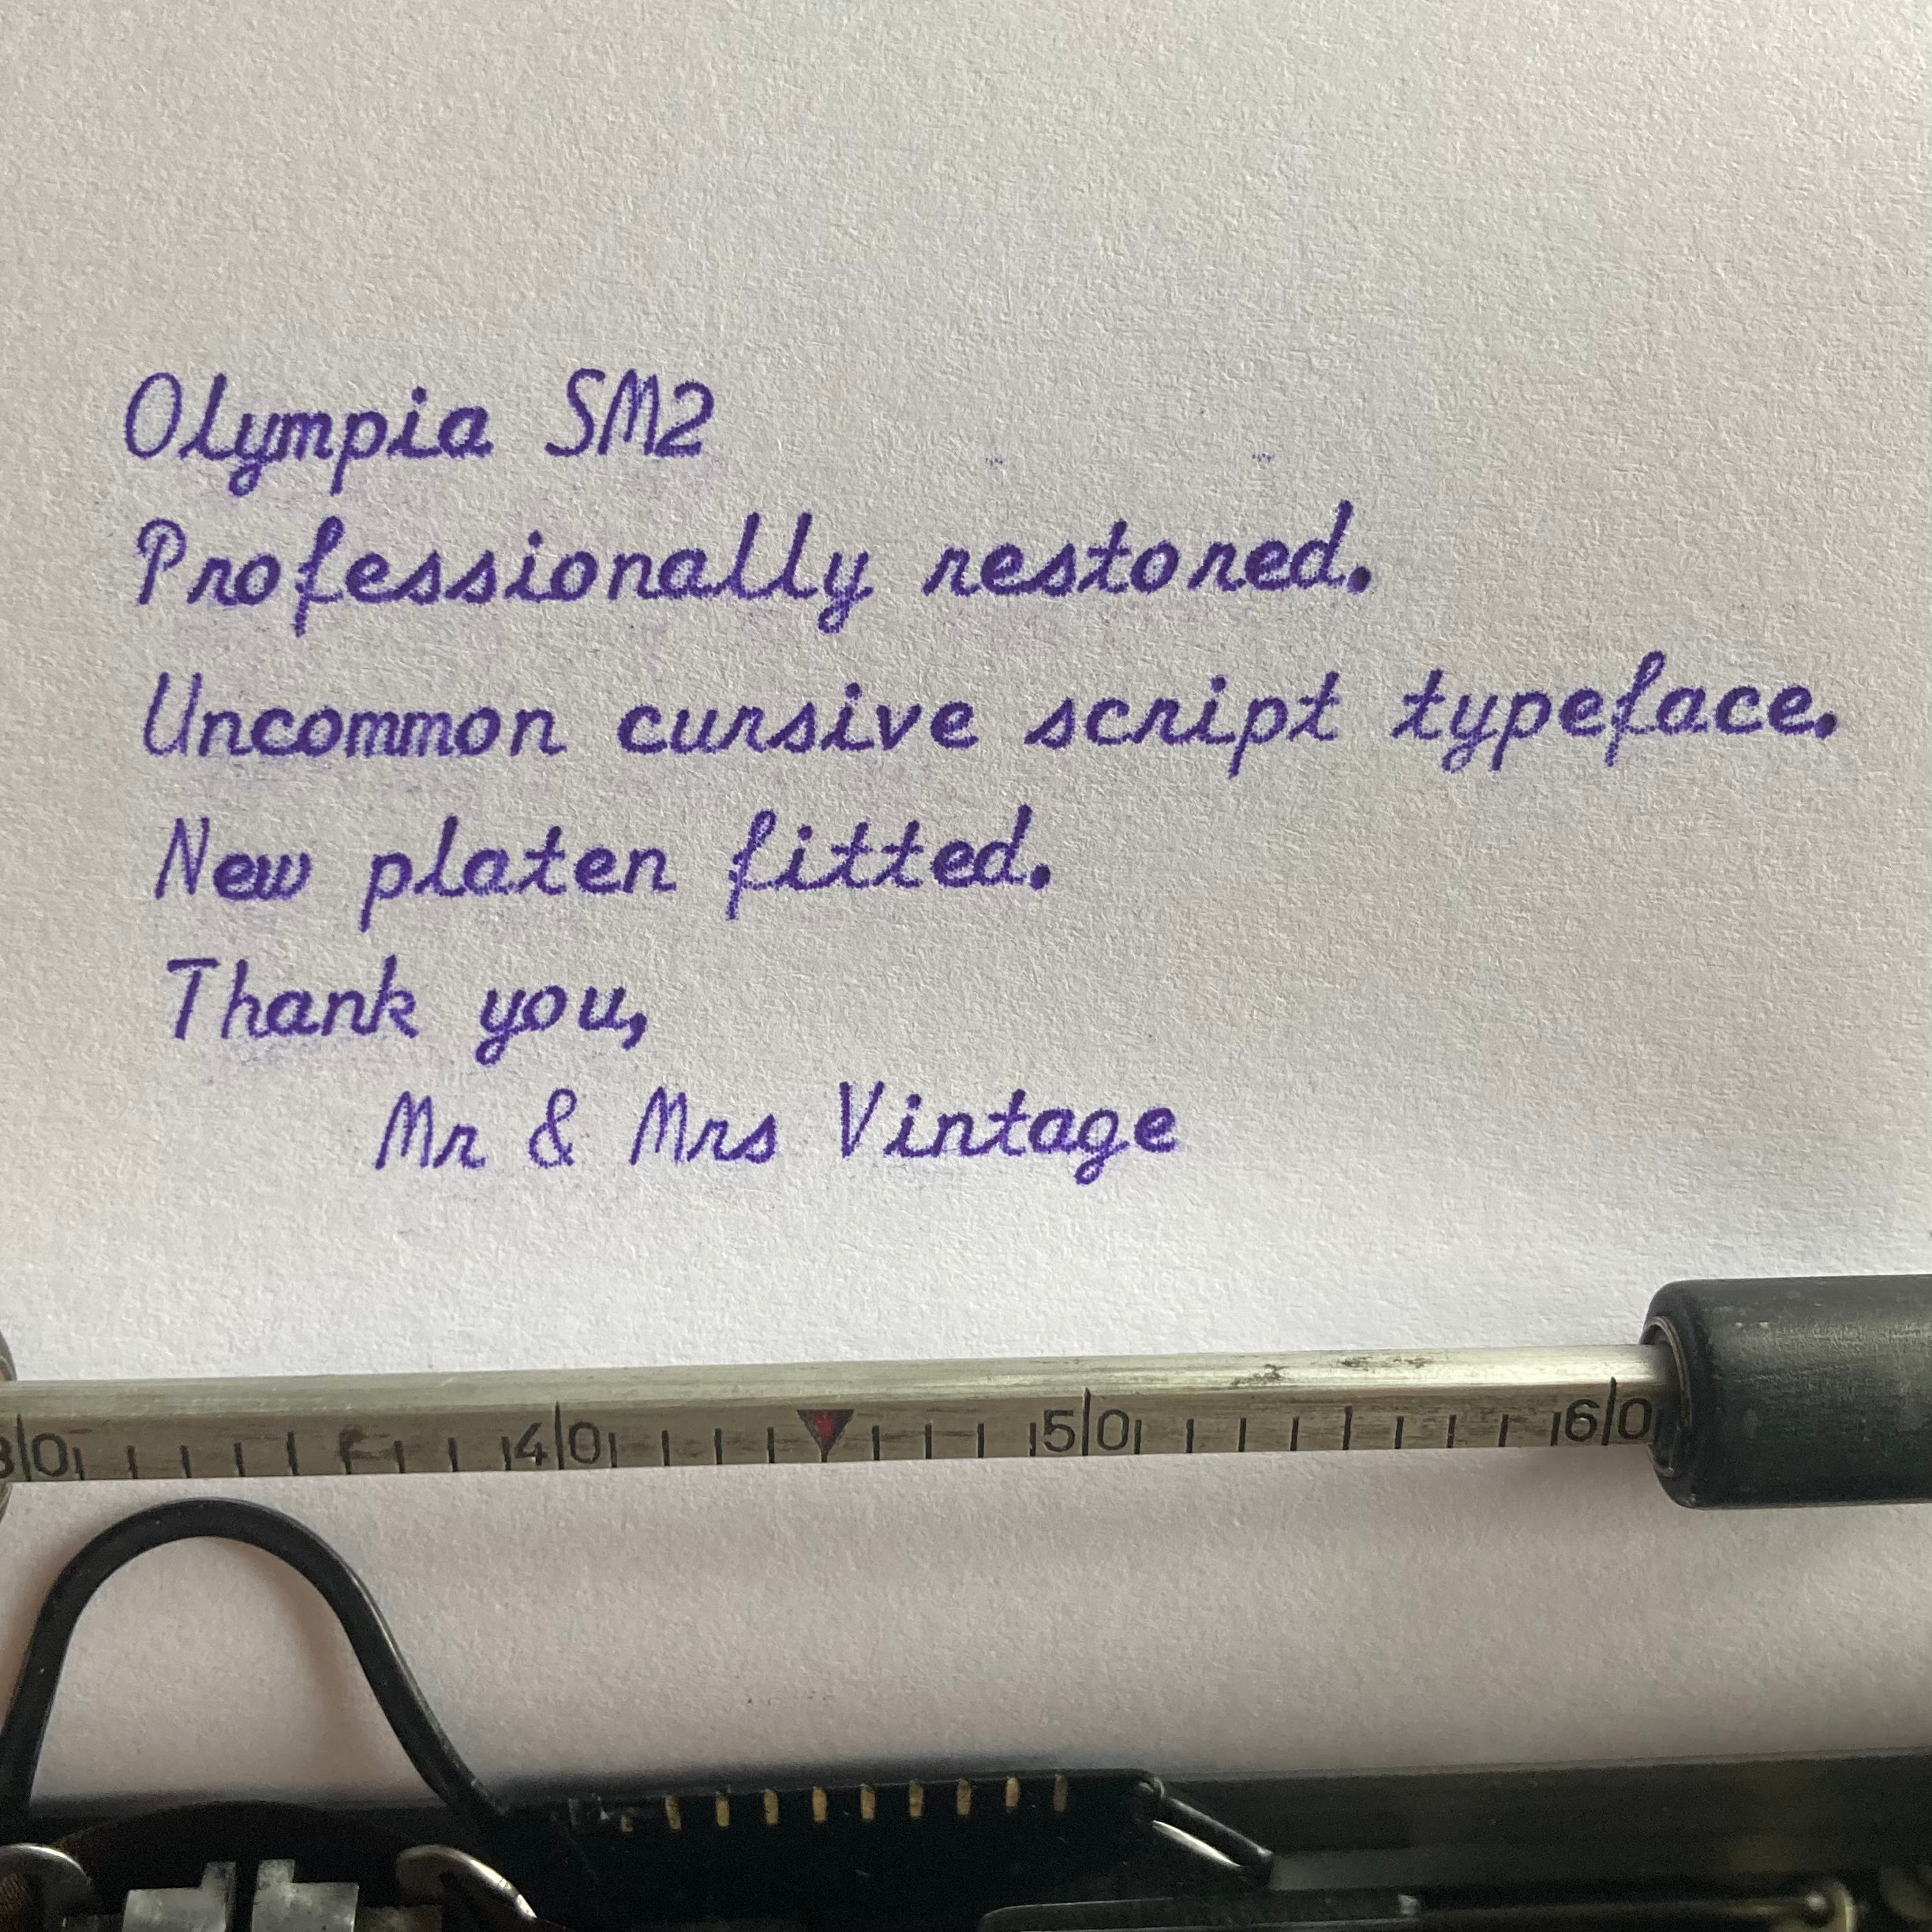 Olympia SM2
Professionally restored.
Uncommon cursive script typeface.
New platen fitted.
Thank you,
Mr & Mrs Vintage
30 40 50 60